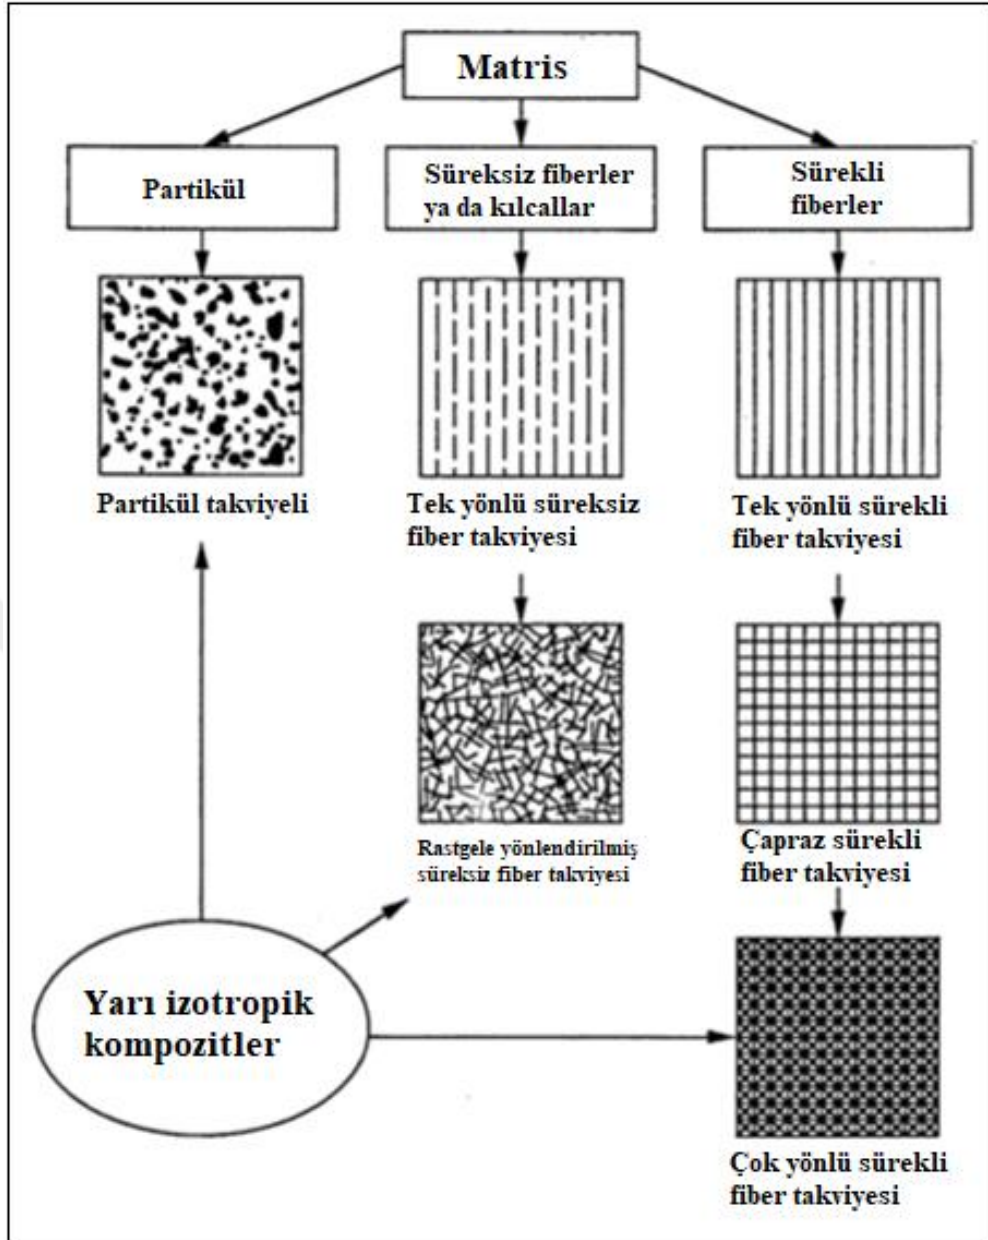 Matris
Partikül
Süreksiz fiberler
ya da kılcallar
Sürekli
fiberler
Partikül takviyeli
Tek yönlü süreksiz
fiber takviyesi
Tek yönlü sürekli
fiber takviyesi
Rastgele yönlendirilmiş
süreksiz fiber takviyesi
Çapraz sürekli
fiber takviyesi
Yarı izotropik
kompozitler
Çok yönlü sürekli
fiber takviyesi